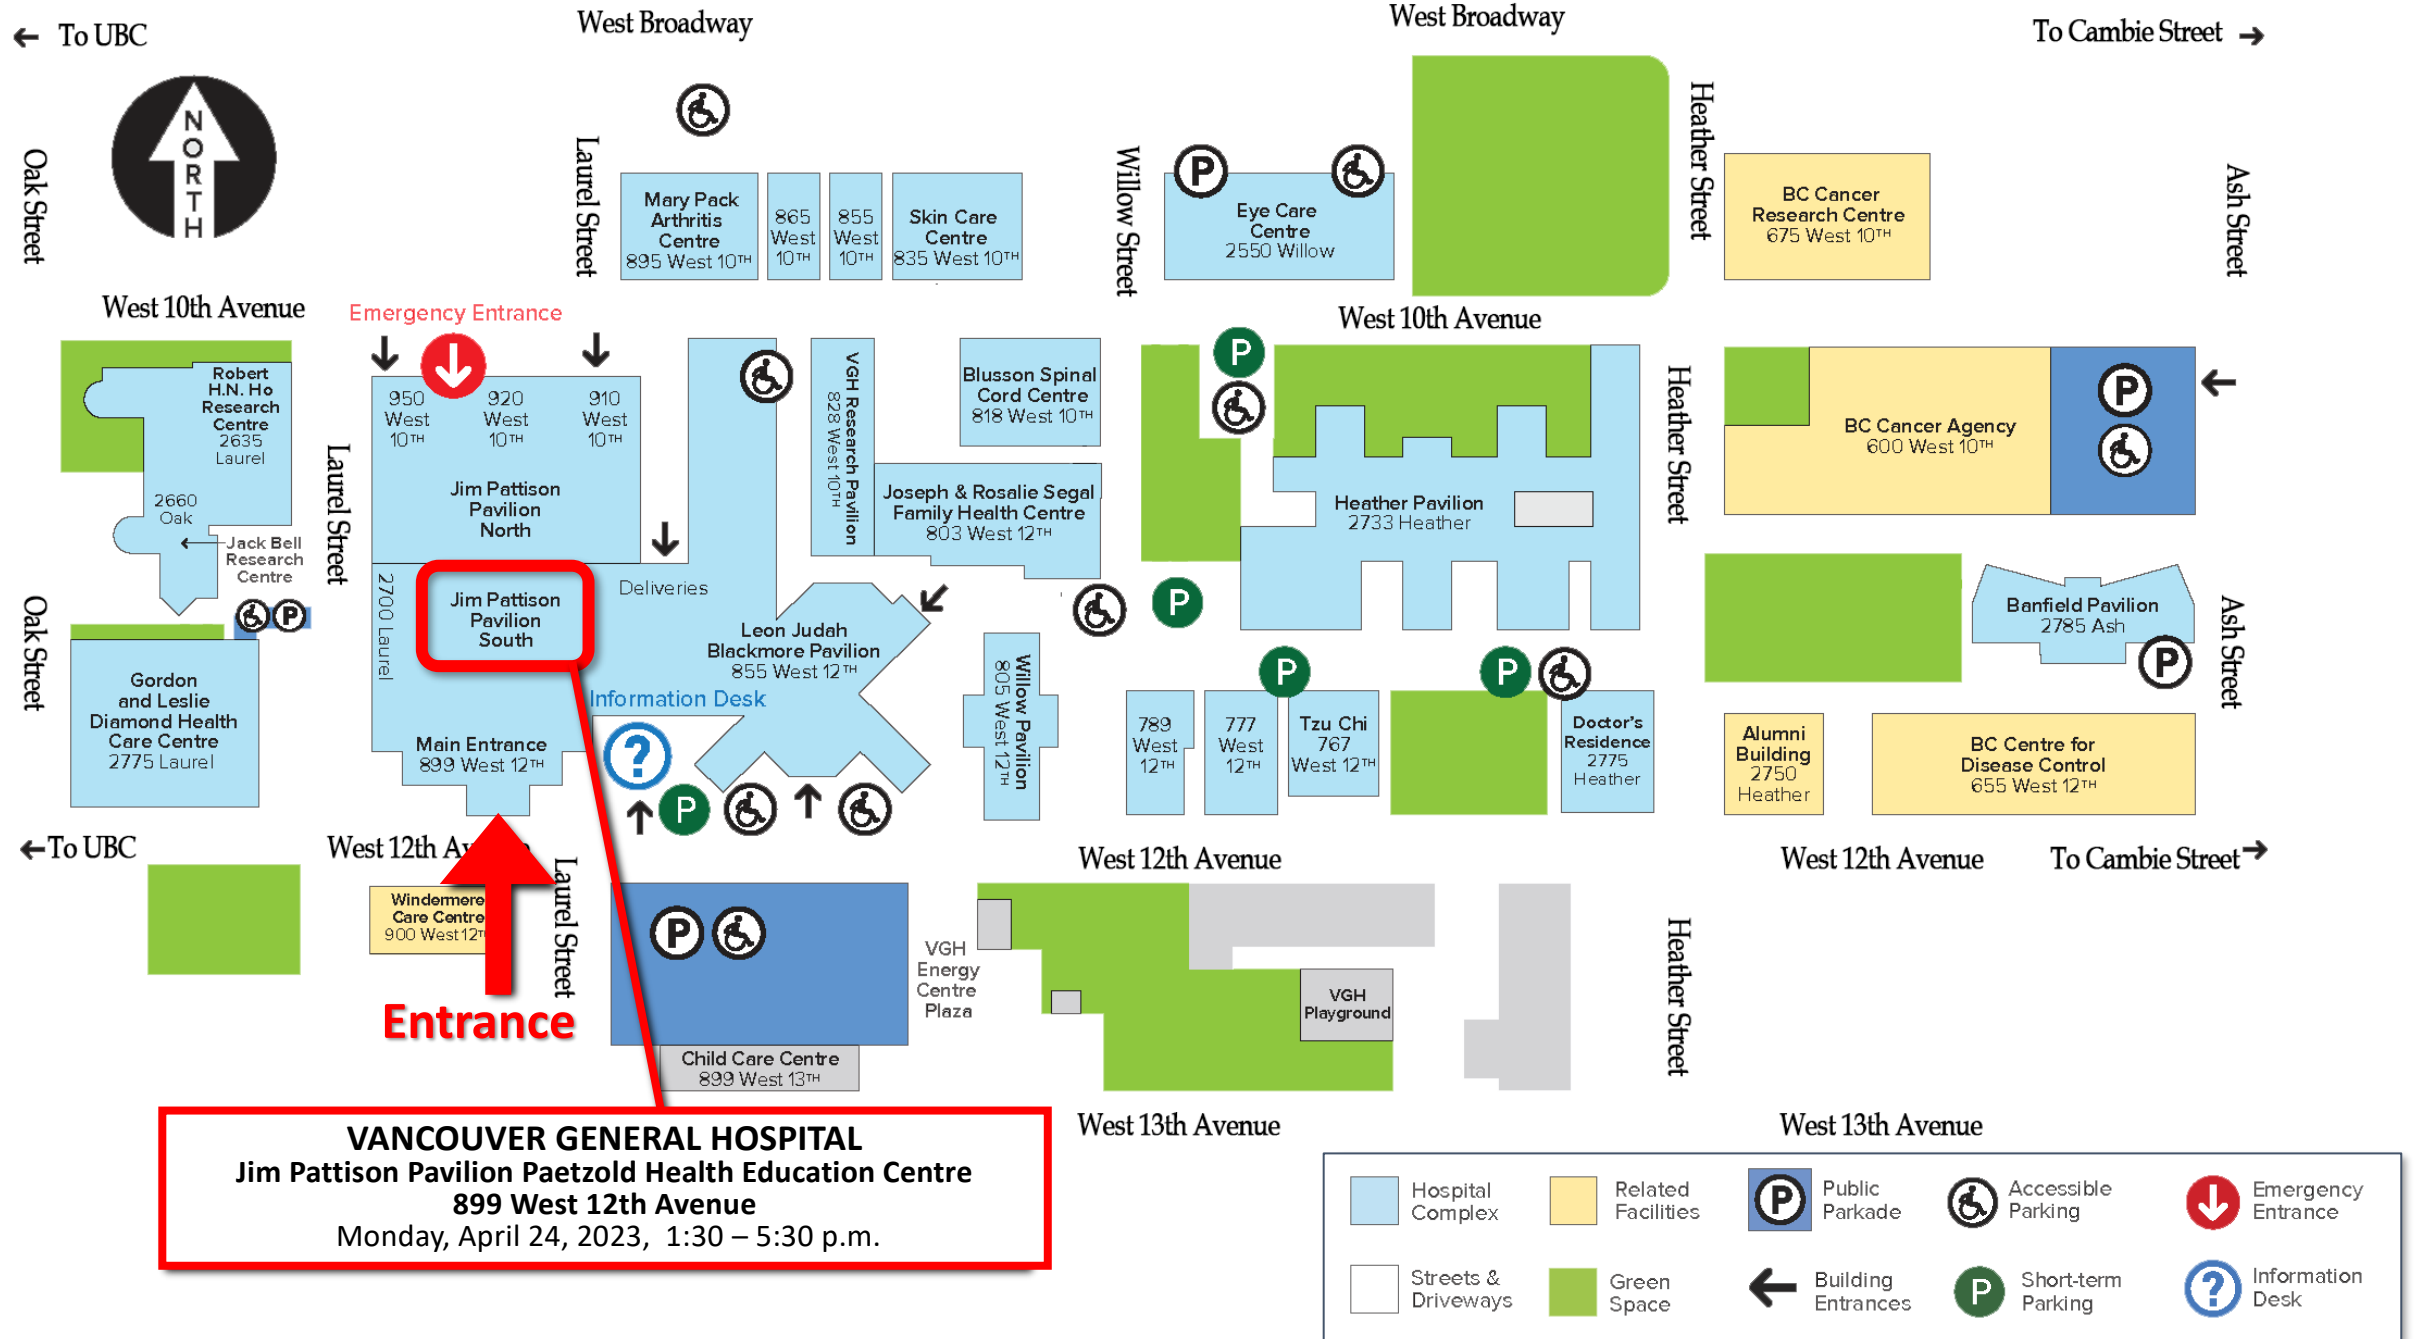 West Broadway
West Broadway
← To UBC
To Cambie Street →
NORTH
Oak Street
Laurel Street
Willow Street
Heather Street
Ash Street
Mary Pack
Arthritis
Centre
895 West 10TH
865
West
10TH
855
West
10TH
Skin Care
Centre
835 West 10TH
P
Eye Care
Centre
2550 Willow
BC Cancer
Research Centre
675 West 10TH
West 10th Avenue
Emergency Entrance
West 10th Avenue
Robert
H.N. Ho
Research
Centre
2635
Laurel
2660
Oak
Jack Bell
Research
Centre
Laurel Street
950
West
10TH
920
West
10TH
910
West
10TH
Jim Pattison
Pavilion
North
VGH Research Pavilion
828 West 10TH
Blusson Spinal
Cord Centre
818 West 10TH
Joseph & Rosalie Segal
Family Health Centre
803 West 12TH
P
Heather Pavilion
2733 Heather
Heather Street
BC Cancer Agency
600 West 10TH
P
2700 Laurel
Jim Pattison
Pavilion
South
Deliveries
Leon Judah
Blackmore Pavilion
855 West 12TH
Information Desk
?
P
Main Entrance
899 West 12TH
P
Oak Street
Gordon
and Leslie
Diamond Health
Care Centre
2775 Laurel
Willow Pavilion
805 West 12TH
P
P
P
789
West
12TH
777
West
12TH
Tzu Chi
767
West 12TH
Doctor's
Residence
2775
Heather
Banfield Pavilion
2785 Ash
P
Ash Street
Alumni
Building
2750
Heather
BC Centre for
Disease Control
655 West 12TH
←To UBC
West 12th Av
West 12th Avenue
West 12th Avenue
To Cambie Street→
Windermere
Care Centre
900 West 12TH
Laurel Street
Entrance
P
VGH
Energy
Centre
Plaza
VGH
Playground
Heather Street
Child Care Centre
899 West 13TH
West 13th Avenue
West 13th Avenue
VANCOUVER GENERAL HOSPITAL
Jim Pattison Pavilion Paetzold Health Education Centre
899 West 12th Avenue
Monday, April 24, 2023, 1:30 – 5:30 p.m.
Hospital
Complex
Related
Facilities
P
Public
Parkade
Accessible
Parking
Emergency
Entrance
Streets &
Driveways
Green
Space
Building
Entrances
P
Short-term
Parking
?
Information
Desk